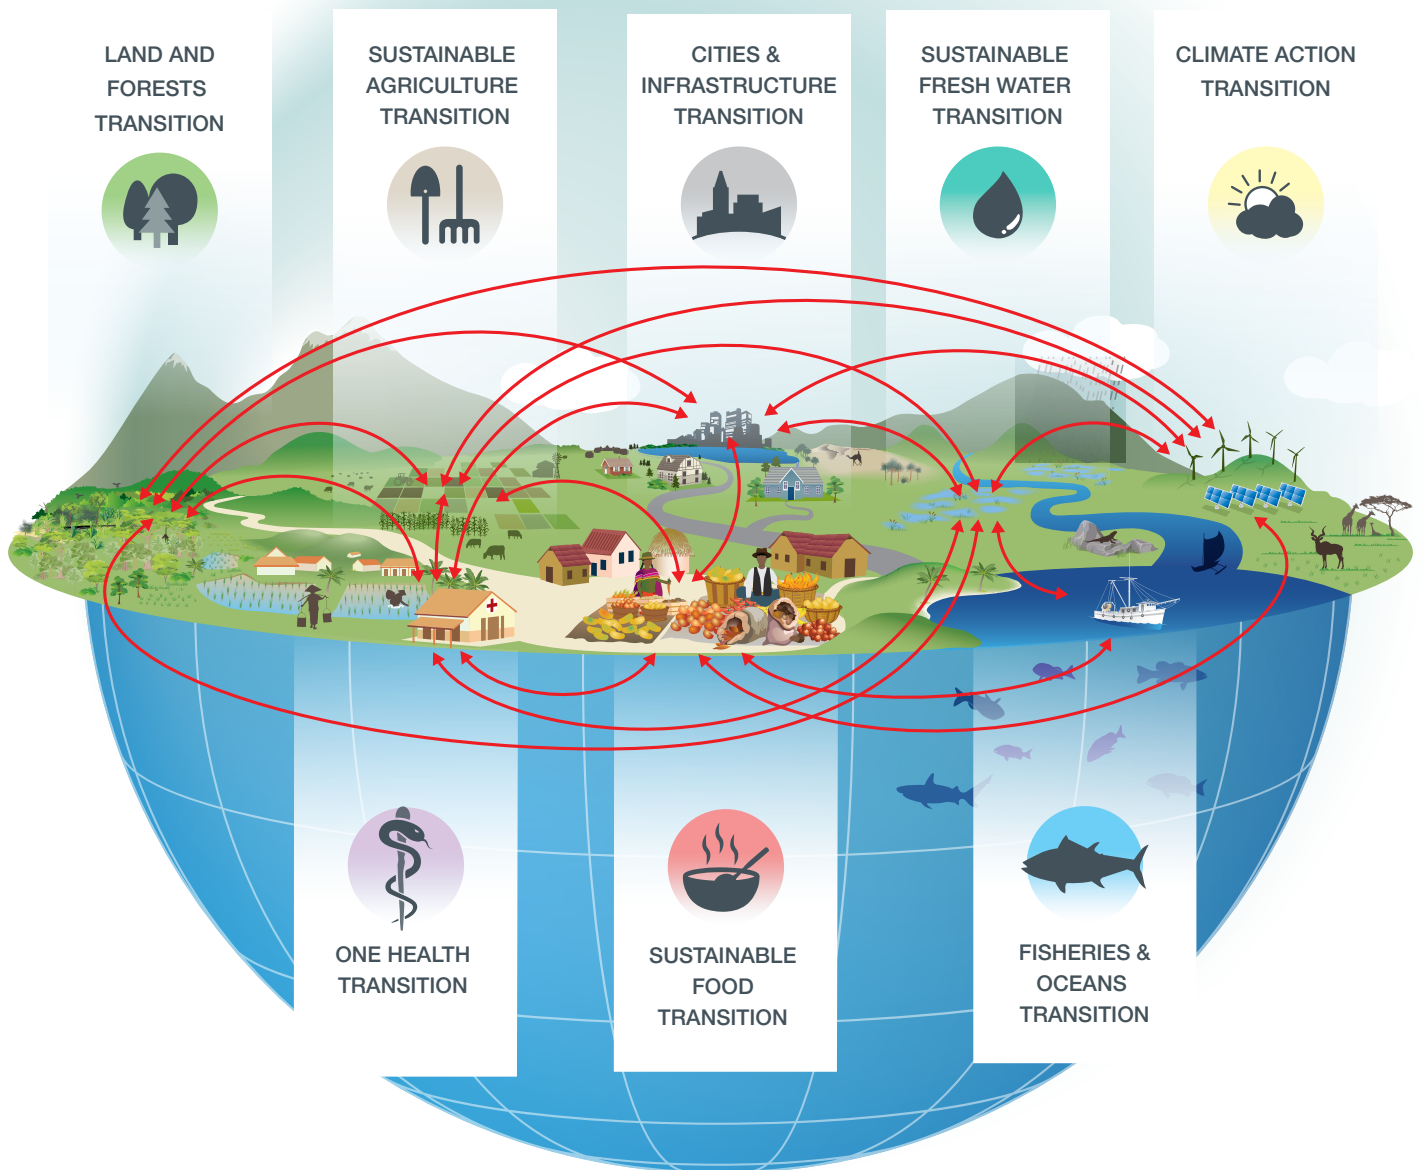 LAND AND
FORESTS
TRANSITION
SUSTAINABLE
AGRICULTURE
TRANSITION
CITIES &
INFRASTRUCTURE
TRANSITION
SUSTAINABLE
FRESH WATER
TRANSITION
CLIMATE ACTION
TRANSITION
ONE HEALTH
TRANSITION
SUSTAINABLE
FOOD
TRANSITION
FISHERIES &
OCEANS
TRANSITION